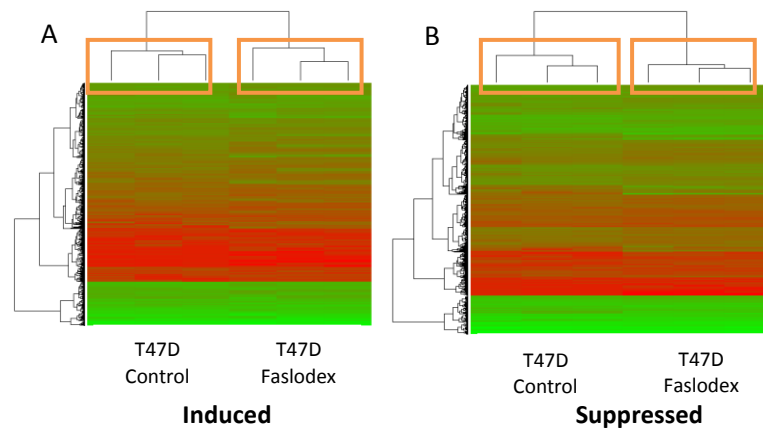 A
B
T47D
Control
T47D
Faslodex
T47D
Control
T47D
Faslodex
Induced
Suppressed